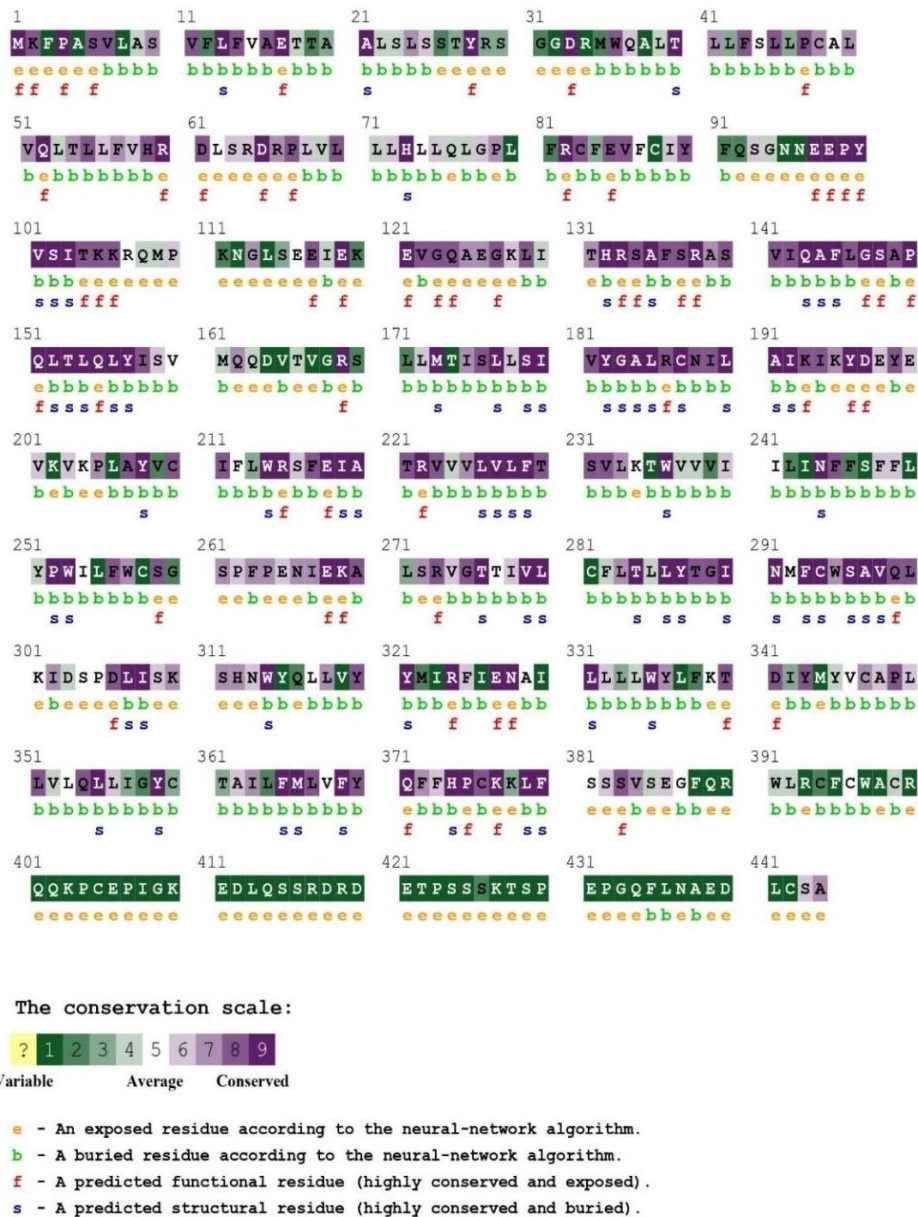 1 11 21 31 41
MKFPASVLAS VFLFVAETTA ALSLSSTYRS GGDRMWQALT LLFSLLPCAL
eeeeeebbbb bbbbbbebbb bbbbbeeeee eeeebbbbbb bbbbbbebbb
ff f f s f s f f s f
51 61 71 81 91
VQLTLLFVHR DLSRDRPLVL LLHLLQLGPL FRCFEVFCIY FQSGNNEEPY
bebbbbbbbe eeeeeeebbb bbbbbebbeb bebbebbbbb beeeeeeeee
f f f f f s f f ffff
101 111 121 131 141
VSITKKRQMP KNGLSEEIEK EVGQAEGKLI THRSAFSRAS VIQAFLGSAP
bbbeeeeeee eeeeeeebee ebeeeeeebb ebeebbeebb bbbbbbeebe
sssfff f f f ff f sffs ff sss ff f
151 161 171 181 191
QLTLQLYISV MQQDVTVGRS LLMTISLLSI VYGALRCNIL AIKIKYDEYE
ebbbebbbbb beeebeebeb bbbbbbbbbb bbbbbebbbb bbebeeeebe
fsssfss f s s ss ssssfs s ssf ff
201 211 221 231 241
VKVKPLAYVC IFLWRSFEIA TRVVVLVLFT SVLKTWVVVI ILINFFSFFL
bebeebbbbb bbbbebbebb bebbbbbbbb bbbebbbbbb bbbbbbbbbb
s sf fss f ssss s s
251 261 271 281 291
YPWILFWCSG SPFPENIEKA LSRVGTTIVL CFLTLLYTGI NMFCWSAVQL
bbbbbbbbee eebeeebeeb beebbbbbbb bbbbbbbbbb bbbbbbbbeb
ss f ff f s ss s ss s s ss sssf
301 311 321 331 341
KIDSPDLISK SHNWYQLLVY YMIRFIENAI LLLLWYLFKT DIYMYVCAPL
ebeeeebbee eeebbebbbb bbbebbeebb bbbbbbbbee ebbbbbbbbb
fss s s f ff s s f f
351 361 371 381 391
LVLQLLIGYC TAILFMLVFY QFFHPCKKLF SSSVSEGFQR WLRCFCWACR
bbbbbbbbbb bbbbbbbbbb ebbbebeebb eeebeeebee bbebbbbebe
s s ss s f sf f ss f
401 411 421 431 441
QQKPCEPIGK EDLQSSRDRD ETPSSSKTSP EPGQFLNAED LCSA
eeeeeeeeee eeeeeeeeee eeeeeeeeee eeeebbebee eeee
The conservation scale:
? 1 2 3 4 5 6 7 8 9
Variable Average Conserved
e - An exposed residue according to the neural-network algorithm.
b - A buried residue according to the neural-network algorithm.
f - A predicted functional residue (highly conserved and exposed).
s - A predicted structural residue (highly conserved and buried).